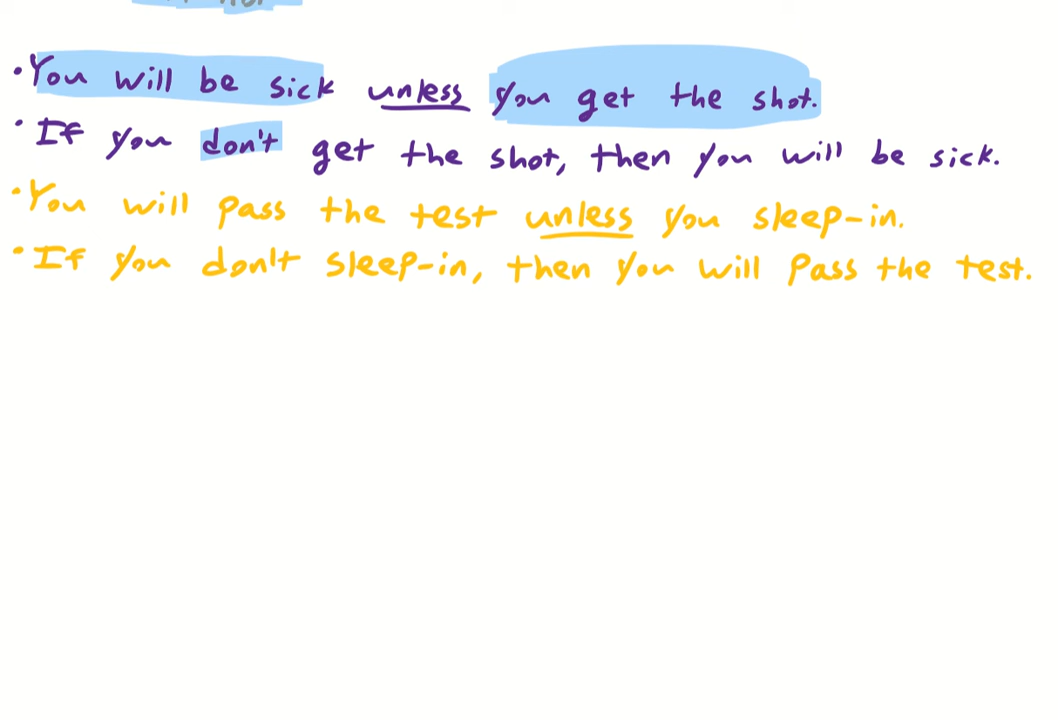 • You will be sick unless you get the shot.
• If you don't get the shot, then you will be sick.
• You will pass the test unless you sleep-in.
• If you don't sleep-in, then you will pass the test.